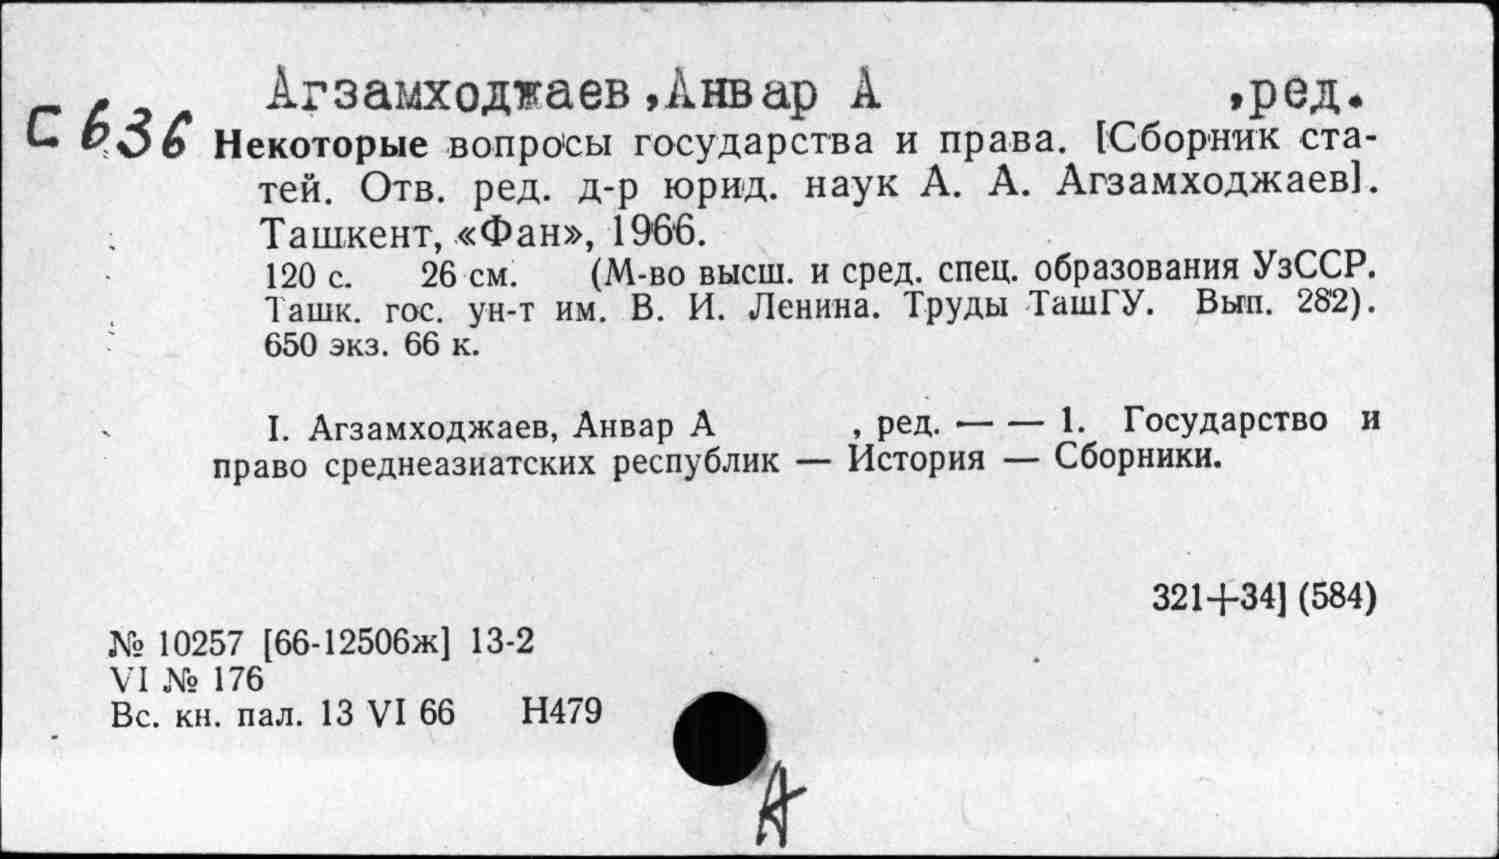 Агзамходжаев,Анвар А ,ред.
С636
Некоторые вопросы государства и права. [Сборник ста-
тей. Отв. ред. д-р юрид. наук А. А. Агзамходжаев].
Ташкент, «Фан», 1966.
120 с. 26 см. (М-во высш. и сред. спец. образования УзССР.
Ташк. гос. ун-т им. В. И. Ленина. Труды ТашГУ. Вып. 282).
650 экз. 66 к.
I. Агзамходжаев, Анвар А , ред. — — 1. Государство и
право среднеазиатских республик — История — Сборники.
321+34] (584)
№ 10257 [66-12506ж] 13-2
VI № 176
Вс. кн. пал. 13 VI 66 Н479
А